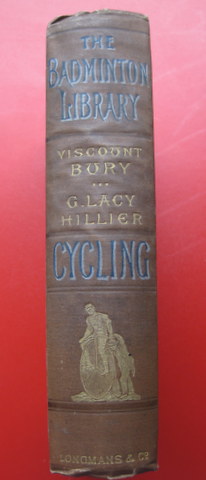 THE
BADMINTON
LIBRARY
VISCOUNT
BURY
G. LACY
HILLIER
CYCLING
LONGMANS & Co